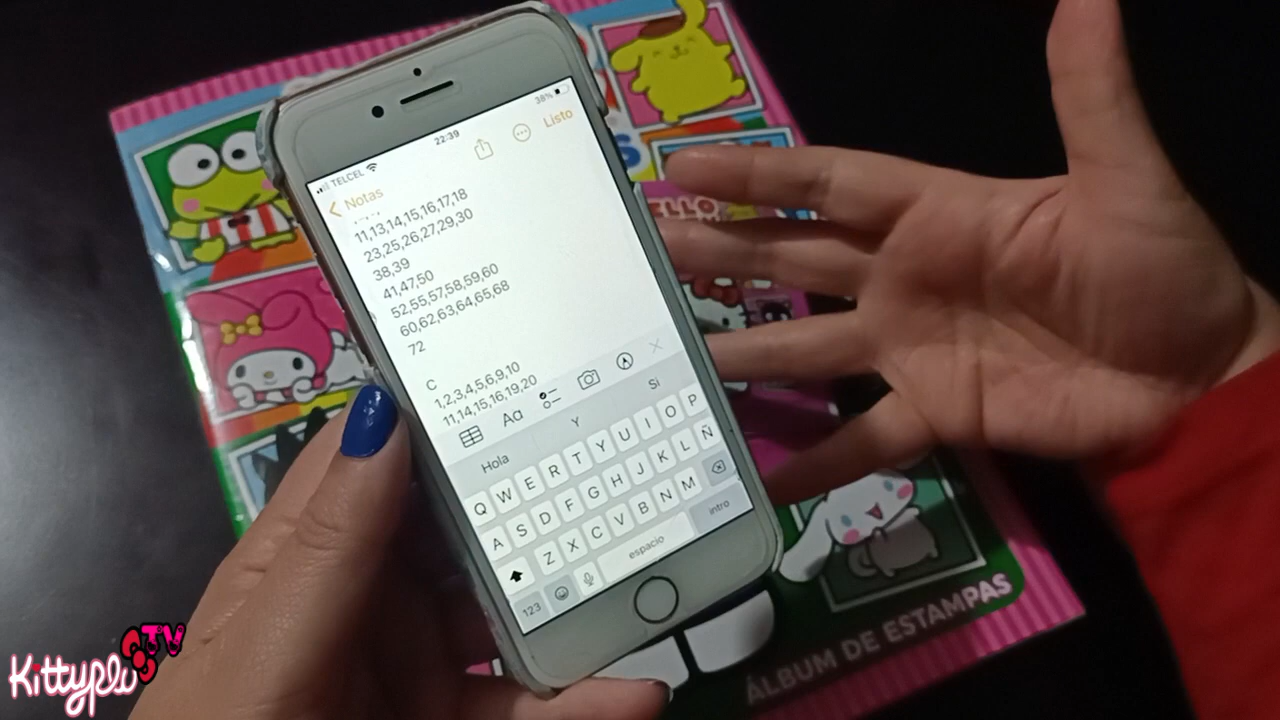 TELCEL
22:39
38%
Notas
Listo
11,13,14,15,16,17,18
23,25,26,27,29,30
38,39
41,47,50
52,55,57,58,59,60
60,62,63,64,65,68
72
C
1,2,3,4,5,6,9,10
11,14,15,16,19,20
Aa
Hola
Y
Si
Q W E R T Y U I O P
A S D F G H J K L Ñ
Z X C V B N M
123
espacio
intro
ÁLBUM DE ESTAMPAS
Kittyplu TV